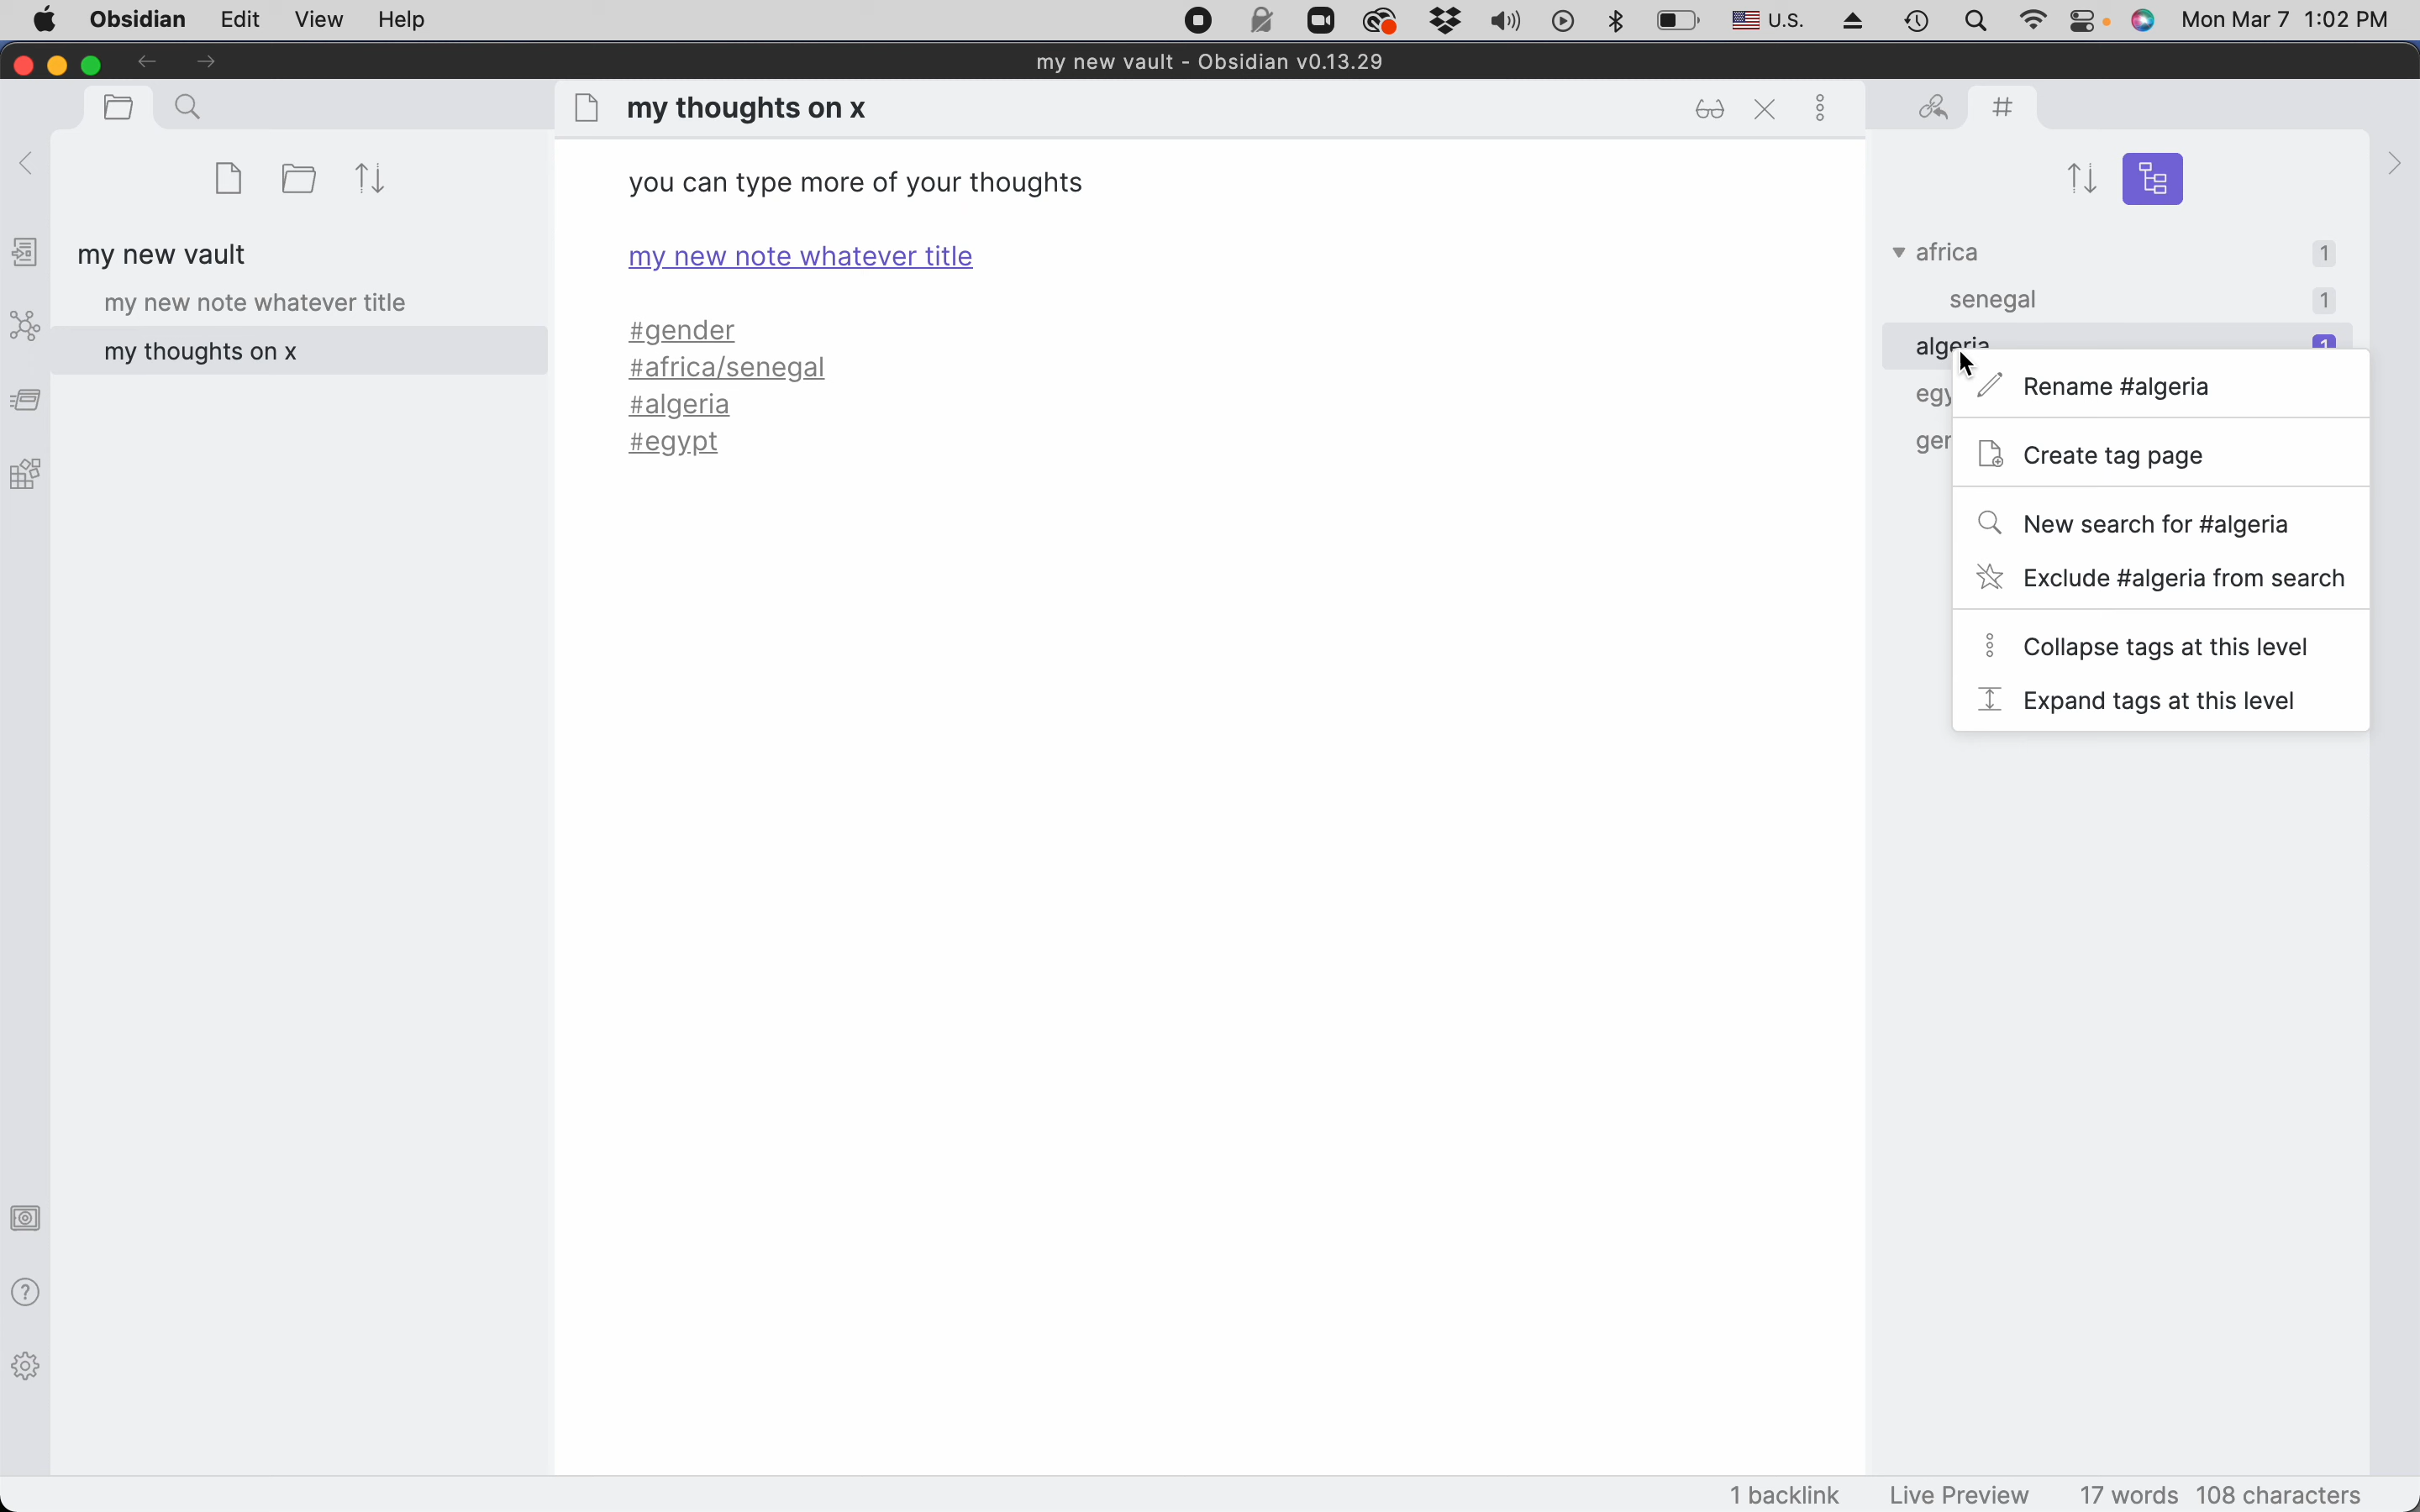 Obsidian Edit View Help
U.S. Mon Mar 7 1:02 PM
my new vault - Obsidian v0.13.29
my thoughts on x
my new vault
my new note whatever title
my thoughts on x
you can type more of your thoughts
my new note whatever title
#gender
#africa/senegal
#algeria
#egypt
africa 1
senegal 1
algeria 1
egy
ger
Rename #algeria
Create tag page
New search for #algeria
Exclude #algeria from search
Collapse tags at this level
Expand tags at this level
1 backlink Live Preview 17 words 108 characters